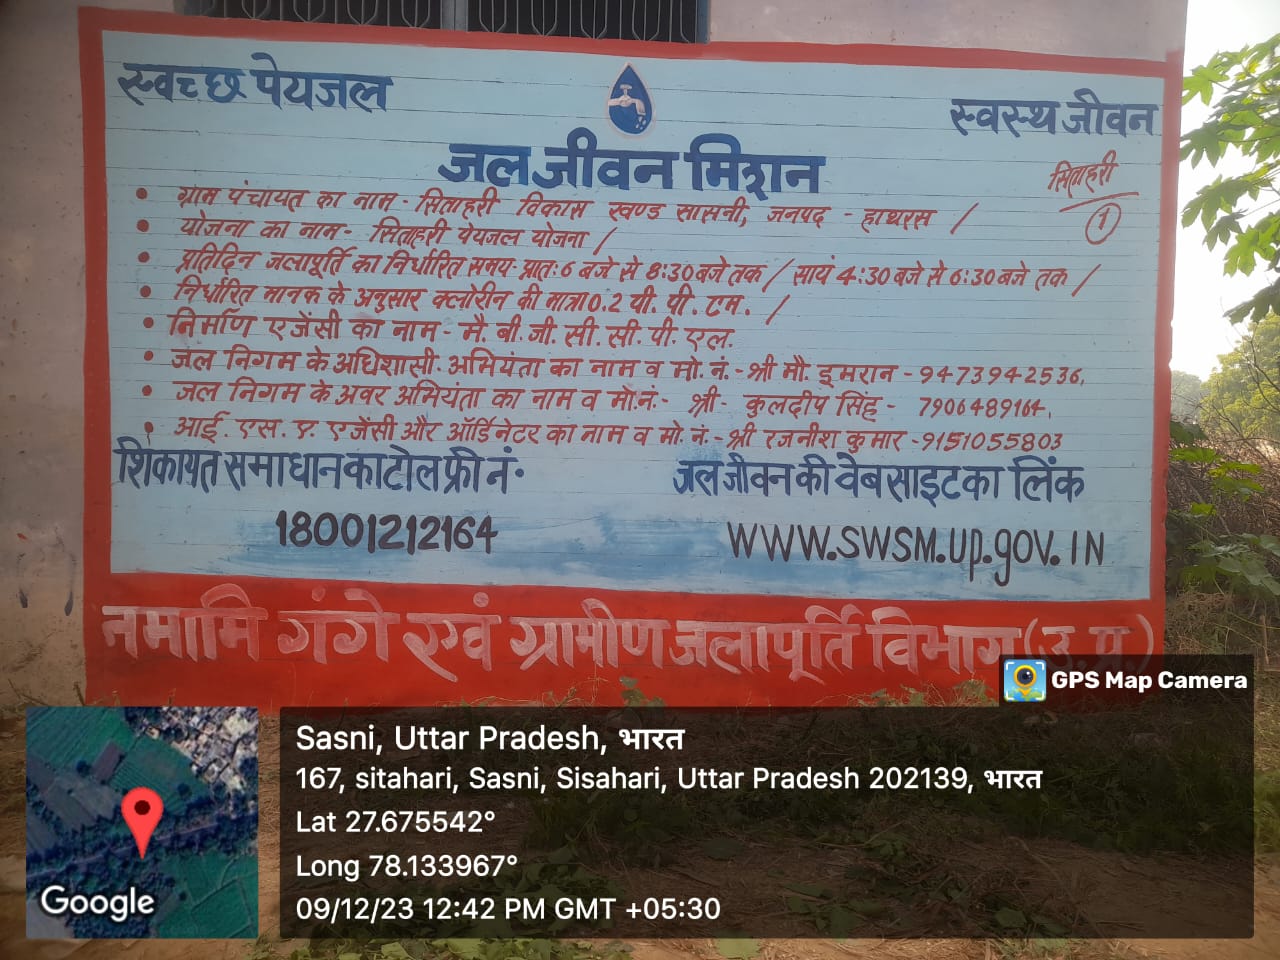 स्वच्छ पेयजल
स्वस्थ जीवन
जल जीवन मिशन
सिताहरी
1
• ग्राम पंचायत का नाम - सिताहरी विकास खण्ड सासनी, जनपद - हाथरस /
• योजना का नाम - सिताहरी पेयजल योजना /
• प्रतिदिन जलापूर्ति का निर्धारित समय- प्रात: 6 बजे से 8:30 बजे तक / सायं 4:30 बजे से 6:30 बजे तक /
• निर्धारित मानक के अनुसार क्लोरीन की मात्रा 0.2 पी. पी. एम. /
• निर्माण एजेंसी का नाम - मै. बी. जी. सी. सी. पी. एल.
• जल निगम के अधिशासी. अभियंता का नाम व मो. नं. - श्री मौ. इमरान - 9473942536,
• जल निगम के अवर अभियंता का नाम व मो.नं.- श्री- कुलदीप सिंह - 7906489164,
• आई. एस. ए. एजेंसी और ऑर्डिनेटर का नाम व मो. नं.- श्री रजनीश कुमार -9151055803
शिकायत समाधान का टोल फ्री नं.
18001212164
जल जीवन की वेबसाइट का लिंक
WWW.SWSM.UP.GOV.IN
नमामि गंगे एवं ग्रामीण जलापूर्ति विभाग (उ.प्र.)
GPS Map Camera
Sasni, Uttar Pradesh, भारत
167, sitahari, Sasni, Sisahari, Uttar Pradesh 202139, भारत
Lat 27.675542°
Long 78.133967°
09/12/23 12:42 PM GMT +05:30
Google